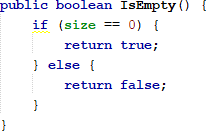 public boolean IsEmpty() {
    if (size == 0) {
        return true;
    } else {
        return false;
    }
}